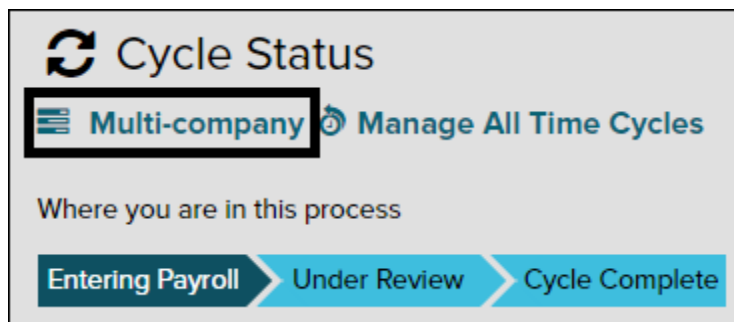 Cycle Status
Multi-company Manage All Time Cycles
Where you are in this process
Entering Payroll Under Review Cycle Complete